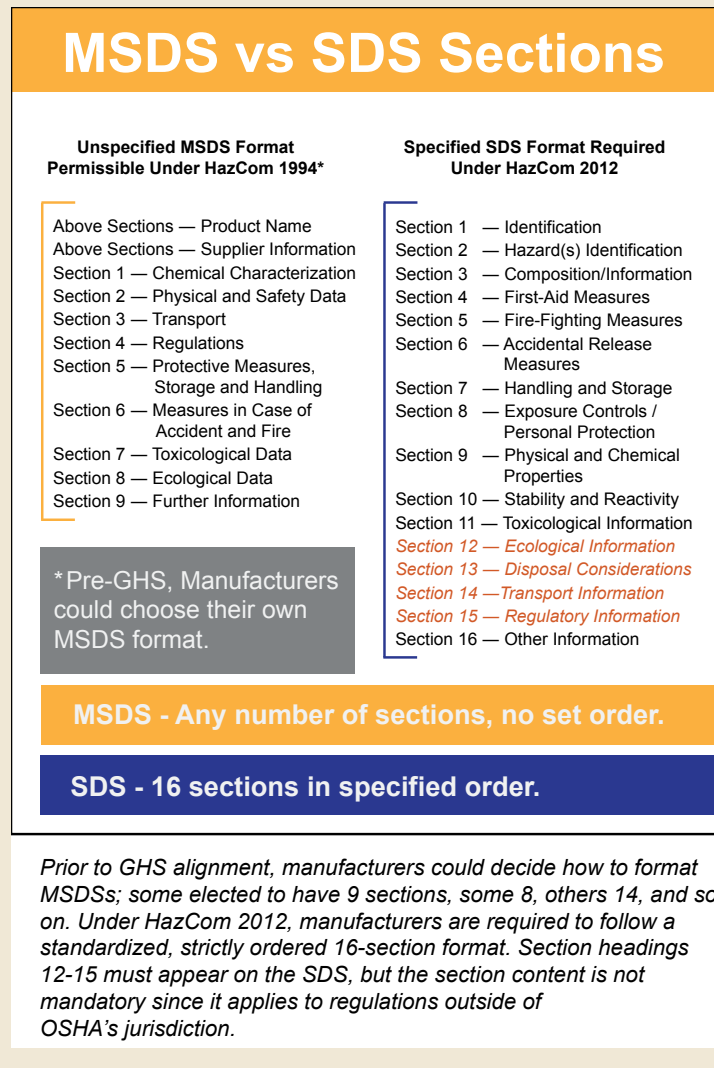 MSDS vs SDS Sections
Unspecified MSDS Format
Permissible Under HazCom 1994*
Above Sections — Product Name
Above Sections — Supplier Information
Section 1 — Chemical Characterization
Section 2 — Physical and Safety Data
Section 3 — Transport
Section 4 — Regulations
Section 5 — Protective Measures,
Storage and Handling
Section 6 — Measures in Case of
Accident and Fire
Section 7 — Toxicological Data
Section 8 — Ecological Data
Section 9 — Further Information
*Pre-GHS, Manufacturers
could choose their own
MSDS format.
Specified SDS Format Required
Under HazCom 2012
Section 1 — Identification
Section 2 — Hazard(s) Identification
Section 3 — Composition/Information
Section 4 — First-Aid Measures
Section 5 — Fire-Fighting Measures
Section 6 — Accidental Release
Measures
Section 7 — Handling and Storage
Section 8 — Exposure Controls /
Personal Protection
Section 9 — Physical and Chemical
Properties
Section 10 — Stability and Reactivity
Section 11 — Toxicological Information
Section 12 — Ecological Information
Section 13 — Disposal Considerations
Section 14 —Transport Information
Section 15 — Regulatory Information
Section 16 — Other Information
MSDS - Any number of sections, no set order.
SDS - 16 sections in specified order.
Prior to GHS alignment, manufacturers could decide how to format
MSDSs; some elected to have 9 sections, some 8, others 14, and so
on. Under HazCom 2012, manufacturers are required to follow a
standardized, strictly ordered 16-section format. Section headings
12-15 must appear on the SDS, but the section content is not
mandatory since it applies to regulations outside of
OSHA's jurisdiction.